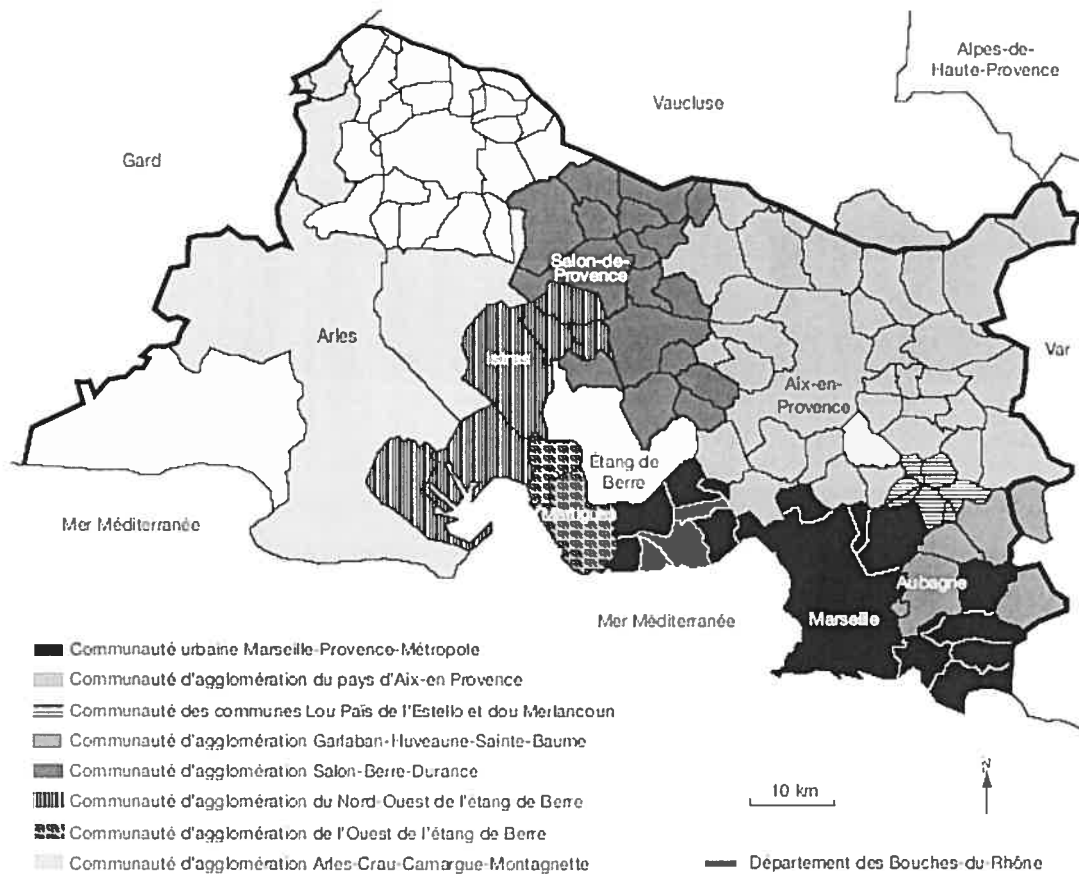 Alpes-de-
Haute-Provence
Vaucluse
Gard
Salon-de-
Provence
Arles
Istres
Var
Aix-en-
Provence
Étang de
Berre
Mer Méditerranée
Martigues
Aubagne
Mer Méditerranée
Marseille
Communauté urbaine Marseille-Provence-Métropole
Communauté d'agglomération du pays d'Aix-en Provence
Communauté des communes Lou Païs de l'Estello et dou Merlancoun
Communauté d'agglomération Garlaban-Huveaune-Sainte-Baume
Communauté d'agglomération Salon-Berre-Durance
Communauté d'agglomération du Nord-Ouest de l'étang de Berre
Communauté d'agglomération de l'Ouest de l'étang de Berre
Communauté d'agglomération Arles-Crau-Camargue-Montagnette
10 km
N
Département des Bouches-du-Rhône